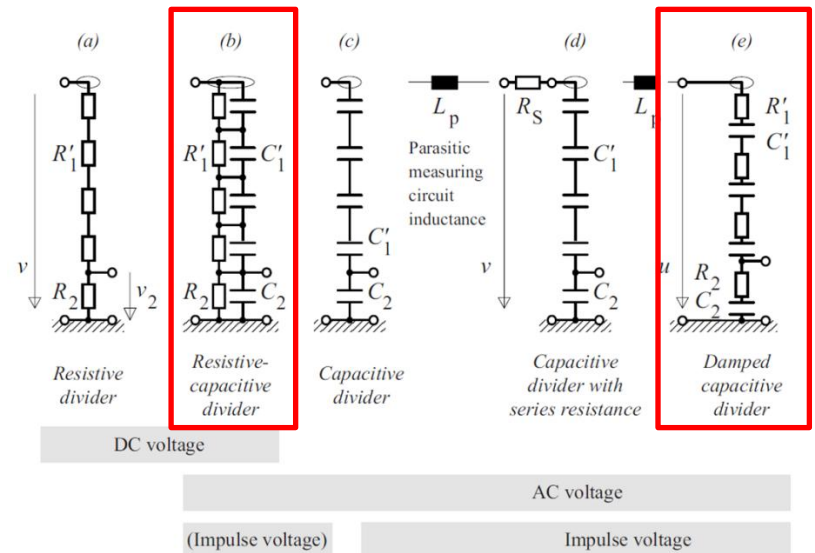 (a) (b) (c) (d) (e)
L_p R_S L_p
R'_1 R'_1 C'_1 C'_1 R'_1
C'_1
Parasitic
measuring
circuit
inductance
C'_1
v v_2 v u
R_2 R_2 C_2 C_2 C_2 R_2
C_2
Resistive
divider
Resistive-
capacitive
divider
Capacitive
divider
Capacitive
divider with
series resistance
Damped
capacitive
divider
DC voltage
AC voltage
(Impulse voltage) Impulse voltage